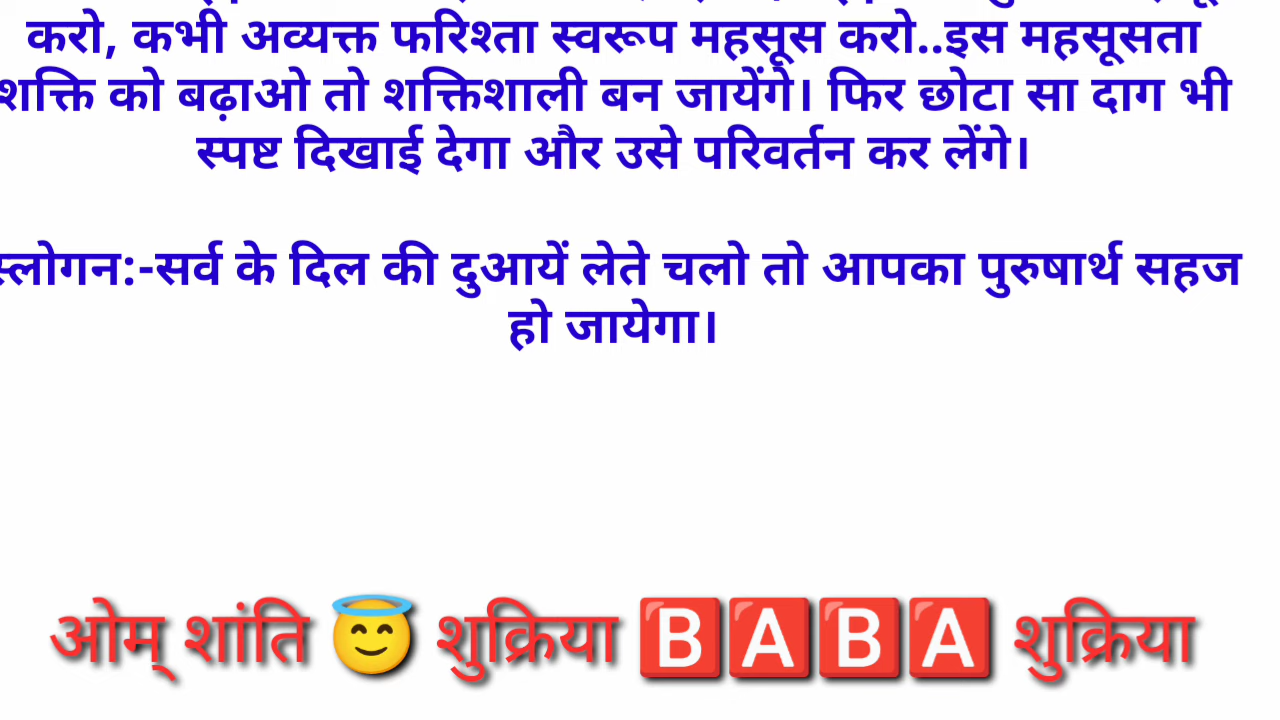 करो, कभी अव्यक्त फरिश्ता स्वरूप महसूस करो..इस महसूसता
शक्ति को बढ़ाओ तो शक्तिशाली बन जायेंगे। फिर छोटा सा दाग भी
स्पष्ट दिखाई देगा और उसे परिवर्तन कर लेंगे।
स्लोगन:-सर्व के दिल की दुआयें लेते चलो तो आपका पुरुषार्थ सहज
हो जायेगा।
ओम् शांति 😇 शुक्रिया 🅱🅰🅱🅰 शुक्रिया